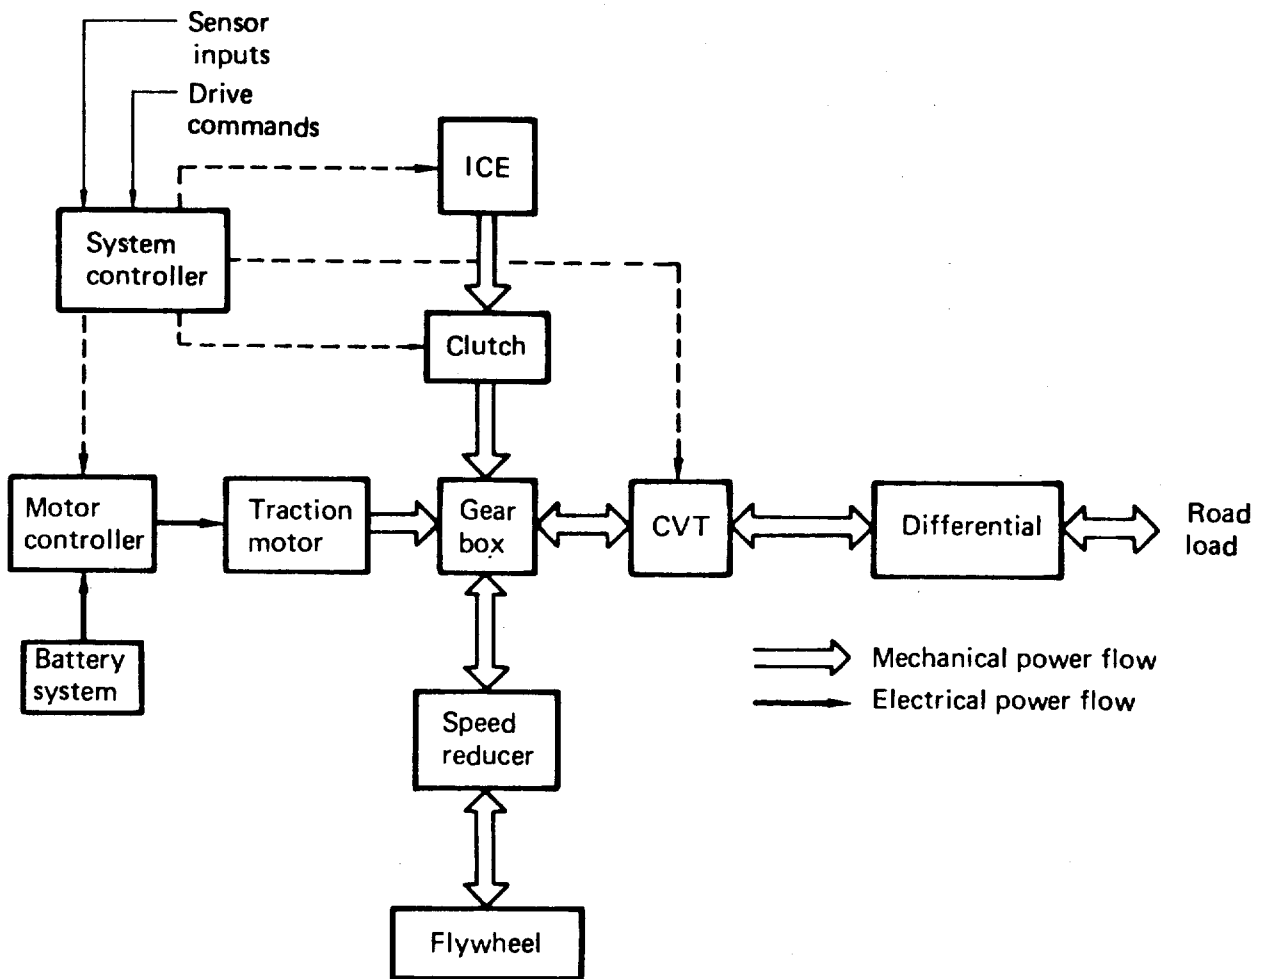 Sensor
inputs
Drive
commands
ICE
System
controller
Clutch
Motor
controller
Traction
motor
Gear
box
CVT
Differential
Road
load
Battery
system
Mechanical power flow
Electrical power flow
Speed
reducer
Flywheel